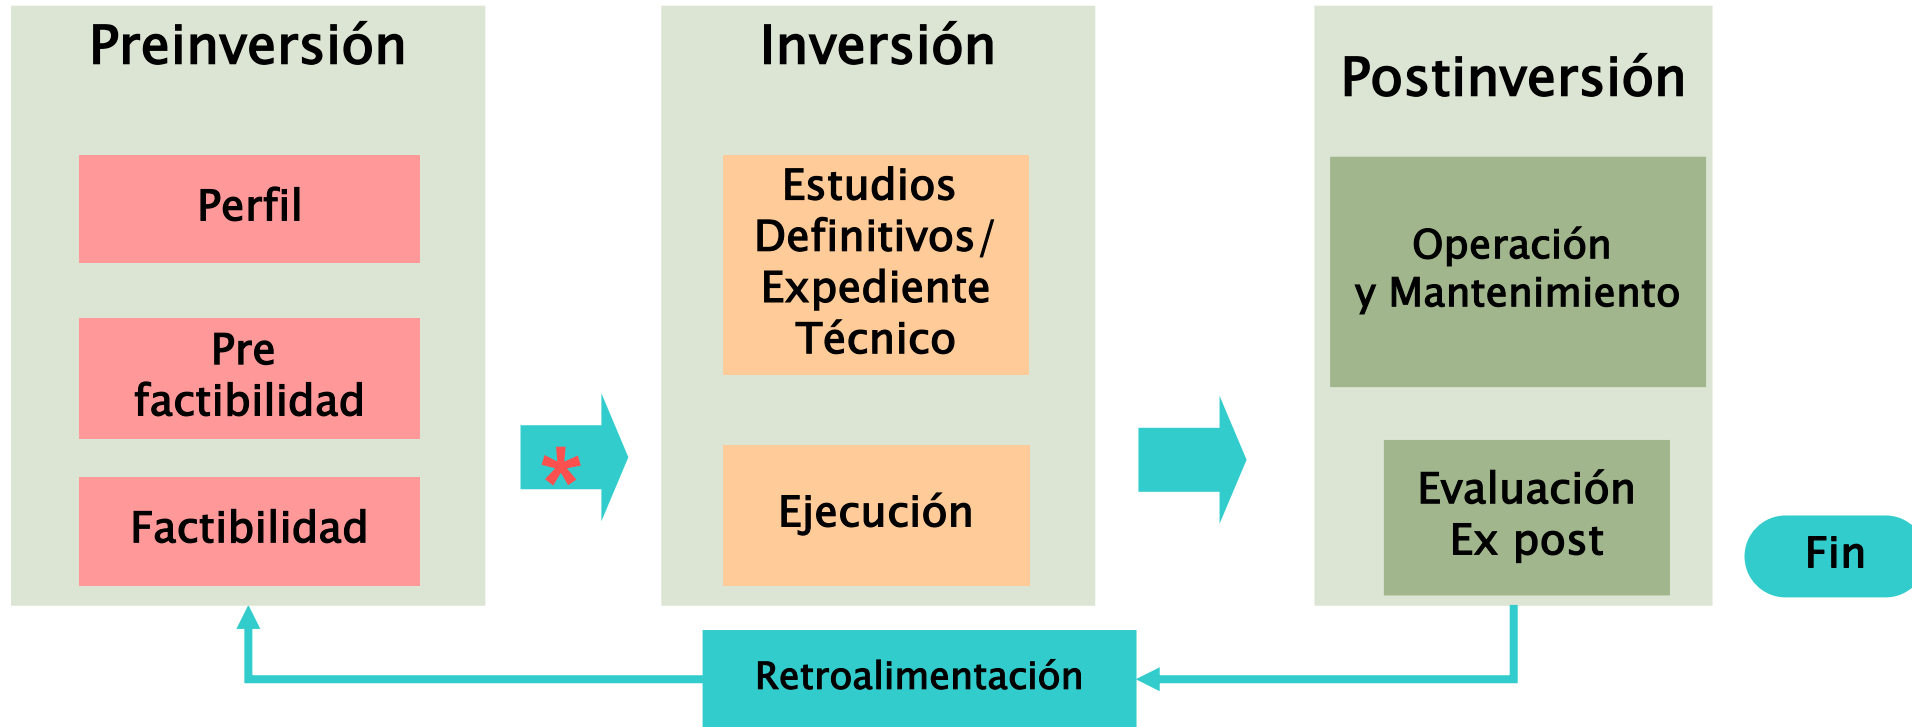 Preinversión
Perfil
Pre
factibilidad
Factibilidad
*
Inversión
Estudios
Definitivos/
Expediente
Técnico
Ejecución
Postinversión
Operación
y Mantenimiento
Evaluación
Ex post
Fin
Retroalimentación